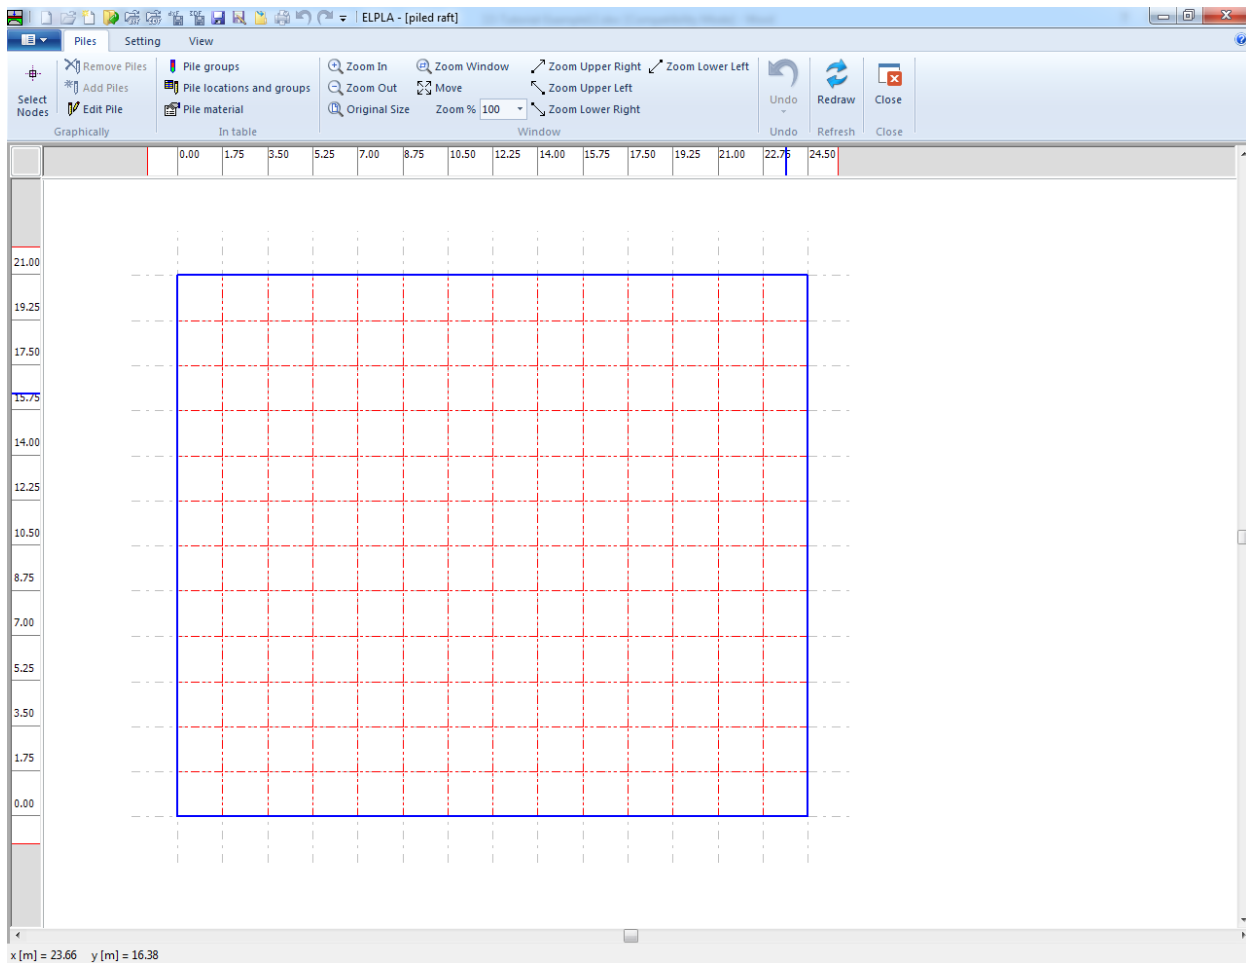 ELPLA - [piled raft]
Piles Setting View
Select Nodes
Remove Piles
Add Piles
Edit Pile
Graphically
Pile groups
Pile locations and groups
Pile material
In table
Zoom In Zoom Window Zoom Upper Right Zoom Lower Left
Zoom Out Move Zoom Upper Left
Original Size Zoom % 100 Zoom Lower Right
Window
Undo
Undo
Redraw
Refresh
Close
Close
0.00 1.75 3.50 5.25 7.00 8.75 10.50 12.25 14.00 15.75 17.50 19.25 21.00 22.75 24.50
21.00
19.25
17.50
15.75
14.00
12.25
10.50
8.75
7.00
5.25
3.50
1.75
0.00
x [m] = 23.66 y [m] = 16.38